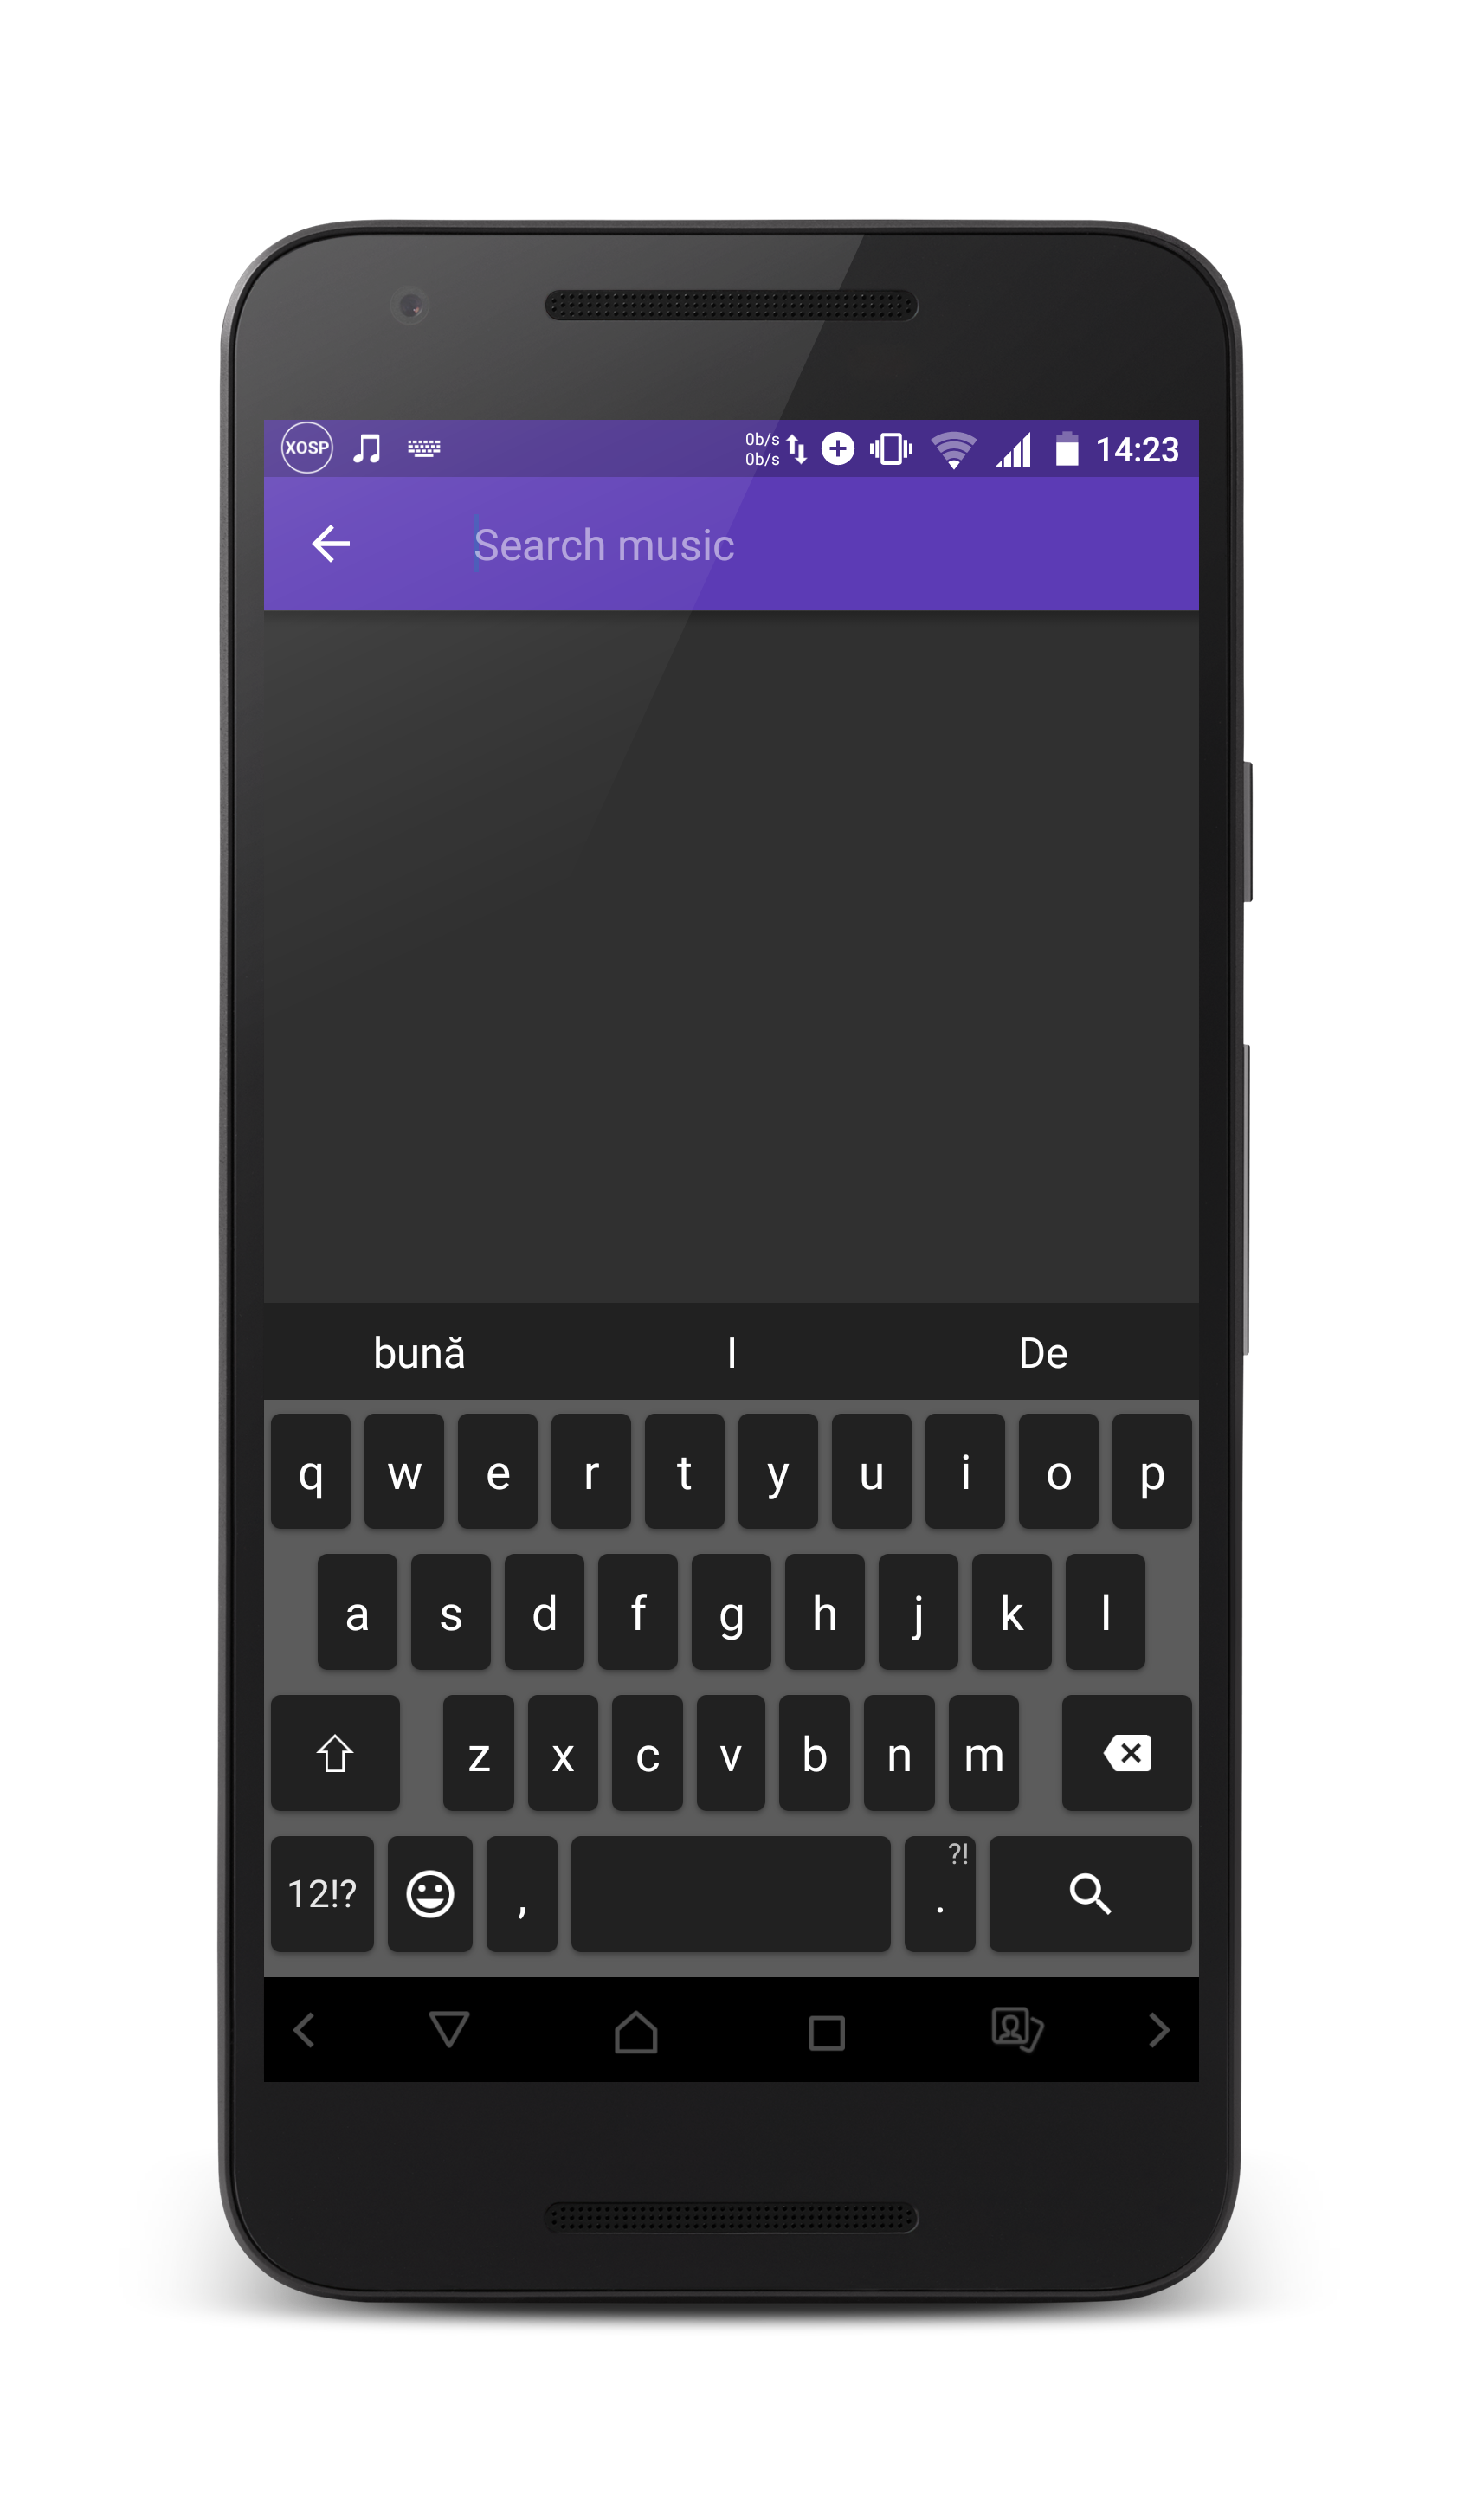 XOSP 0b/s 14:23
0b/s
Search music
bună I De
q w e r t y u i o p
a s d f g h j k l
z x c v b n m
?!
12!? , .